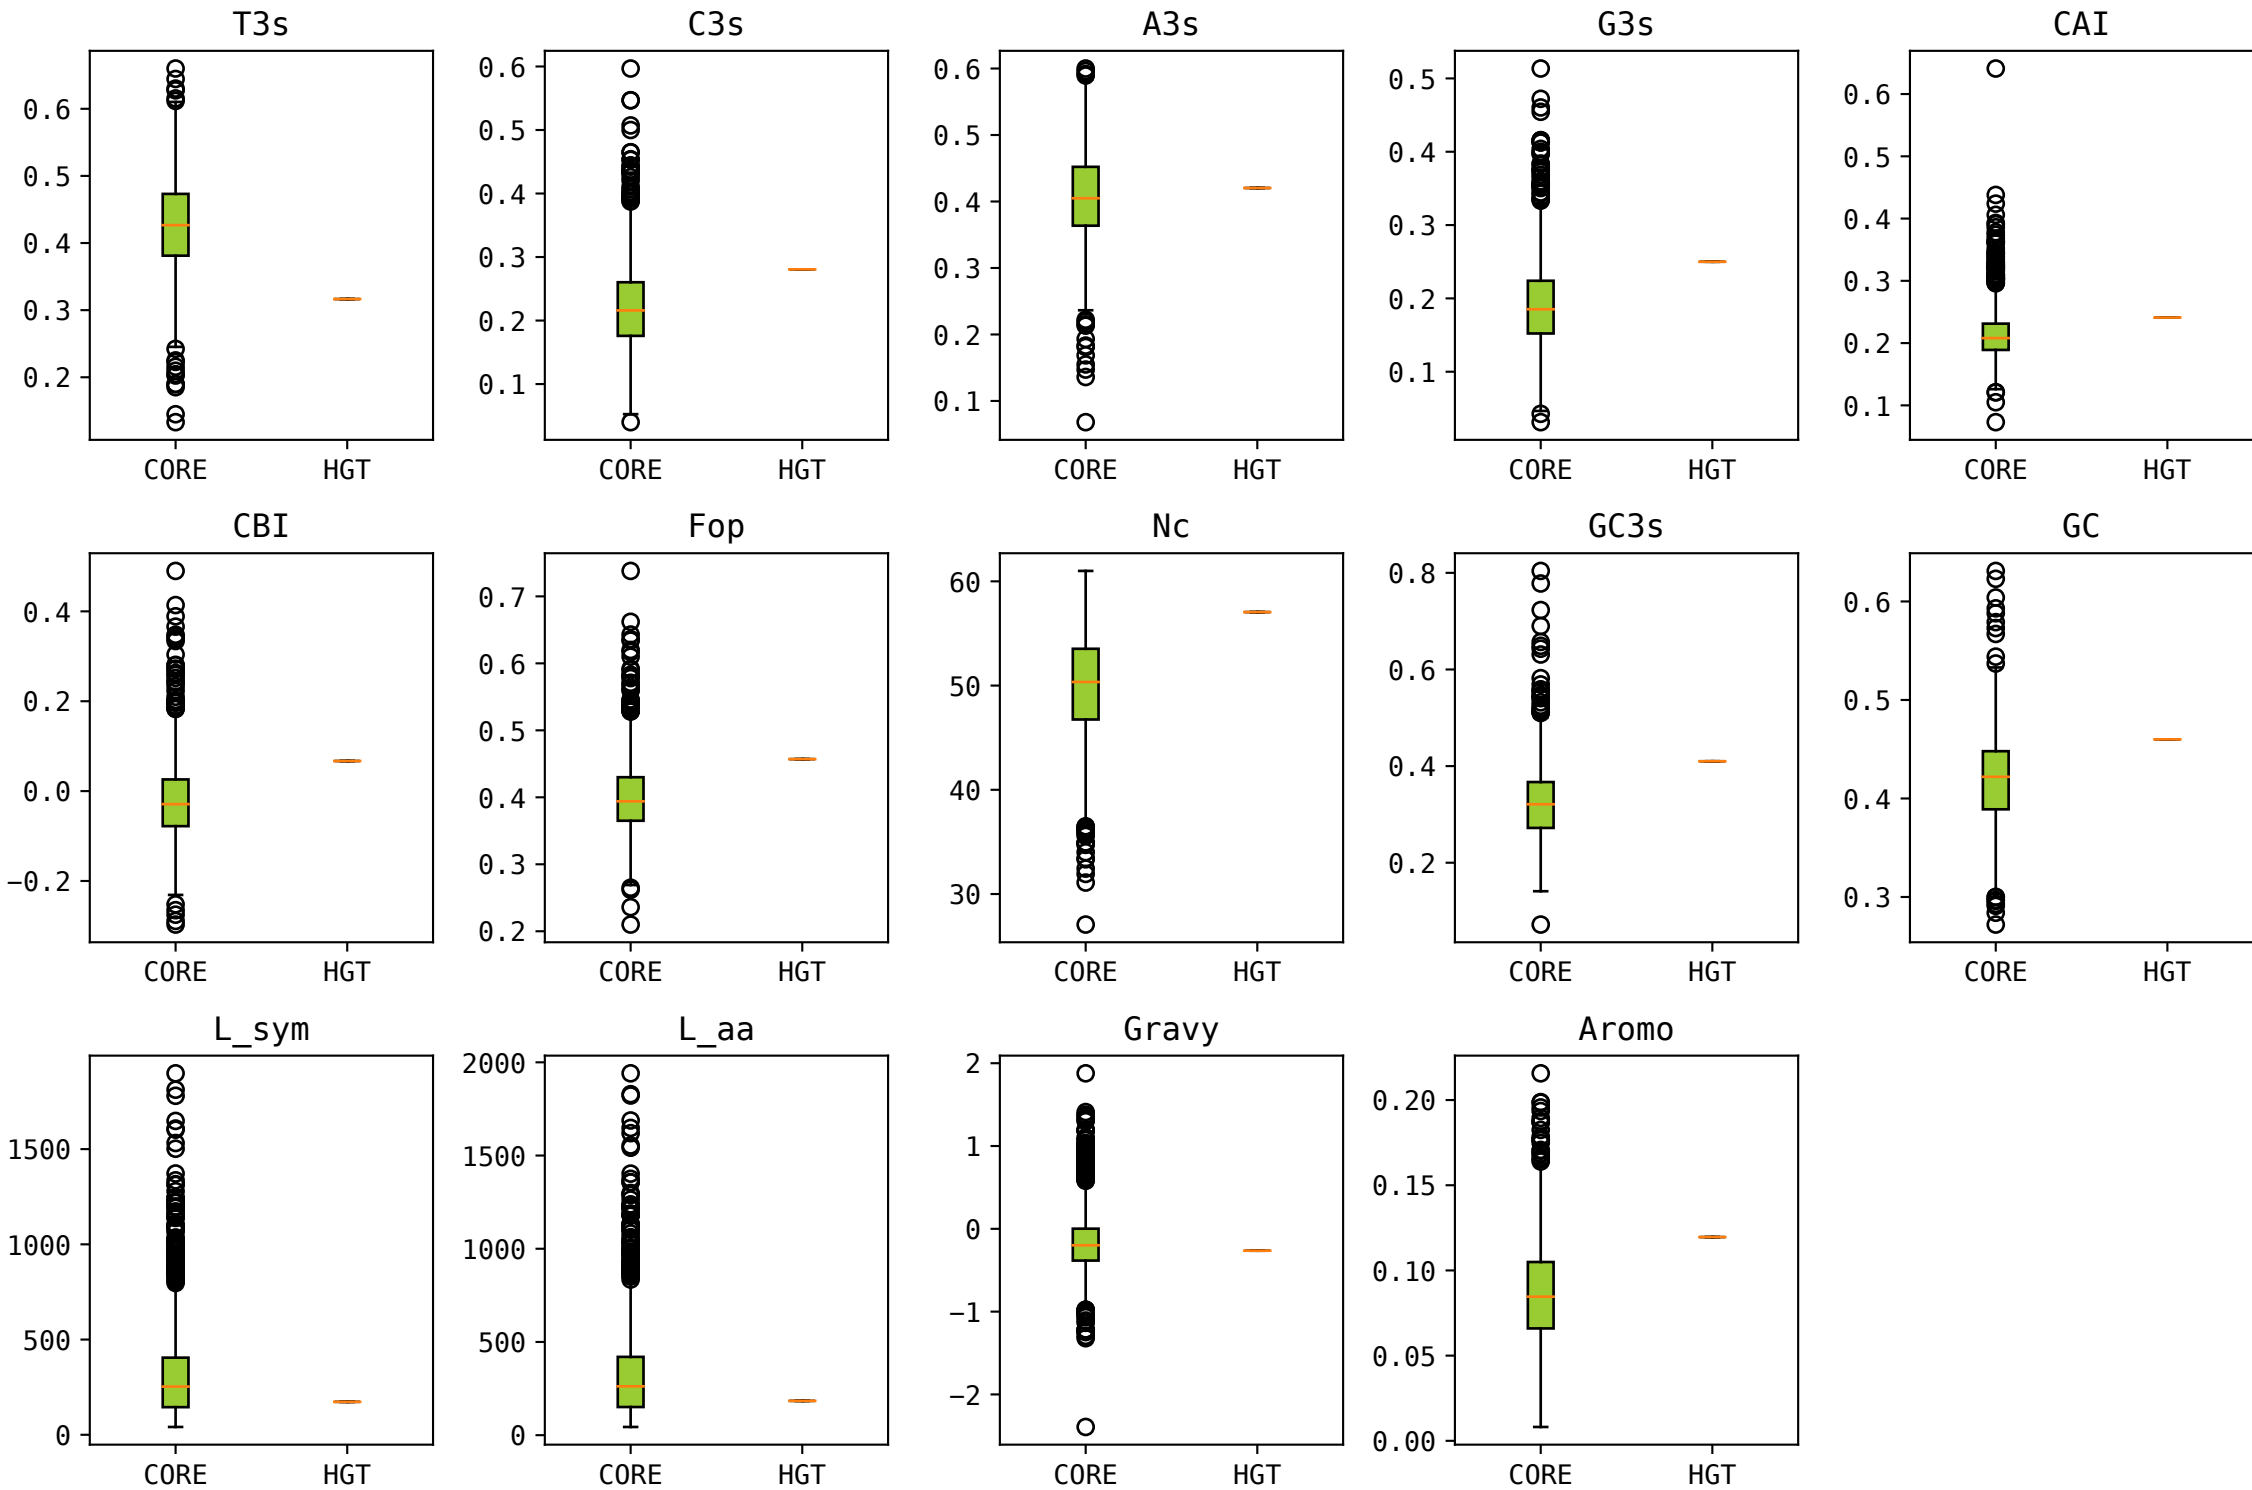 T3s C3s A3s G3s CAI
0.6 0.5 0.4 0.3 0.2
0.6 0.5 0.4 0.3 0.2 0.1
0.6 0.5 0.4 0.3 0.2 0.1
0.5 0.4 0.3 0.2 0.1
0.6 0.5 0.4 0.3 0.2 0.1
CORE HGT CORE HGT CORE HGT CORE HGT CORE HGT
CBI Fop Nc GC3s GC
0.4 0.2 0.0 −0.2
0.7 0.6 0.5 0.4 0.3 0.2
60 50 40 30
0.8 0.6 0.4 0.2
0.6 0.5 0.4 0.3
CORE HGT CORE HGT CORE HGT CORE HGT CORE HGT
L_sym L_aa Gravy Aromo
1500 1000 500 0
2000 1500 1000 500 0
2 1 0 −1 −2
0.20 0.15 0.10 0.05 0.00
CORE HGT CORE HGT CORE HGT CORE HGT